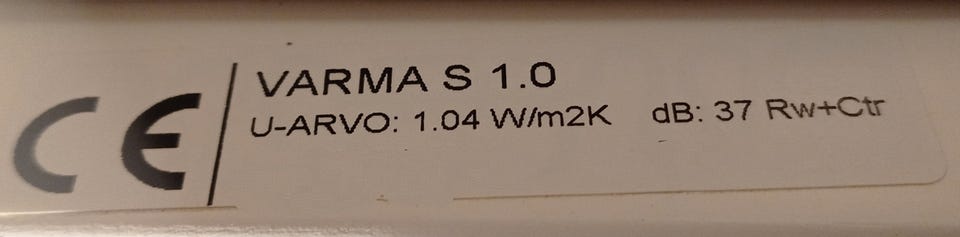 CE
VARMA S 1.0
U-ARVO: 1.04 W/m2K dB: 37 Rw+Ctr